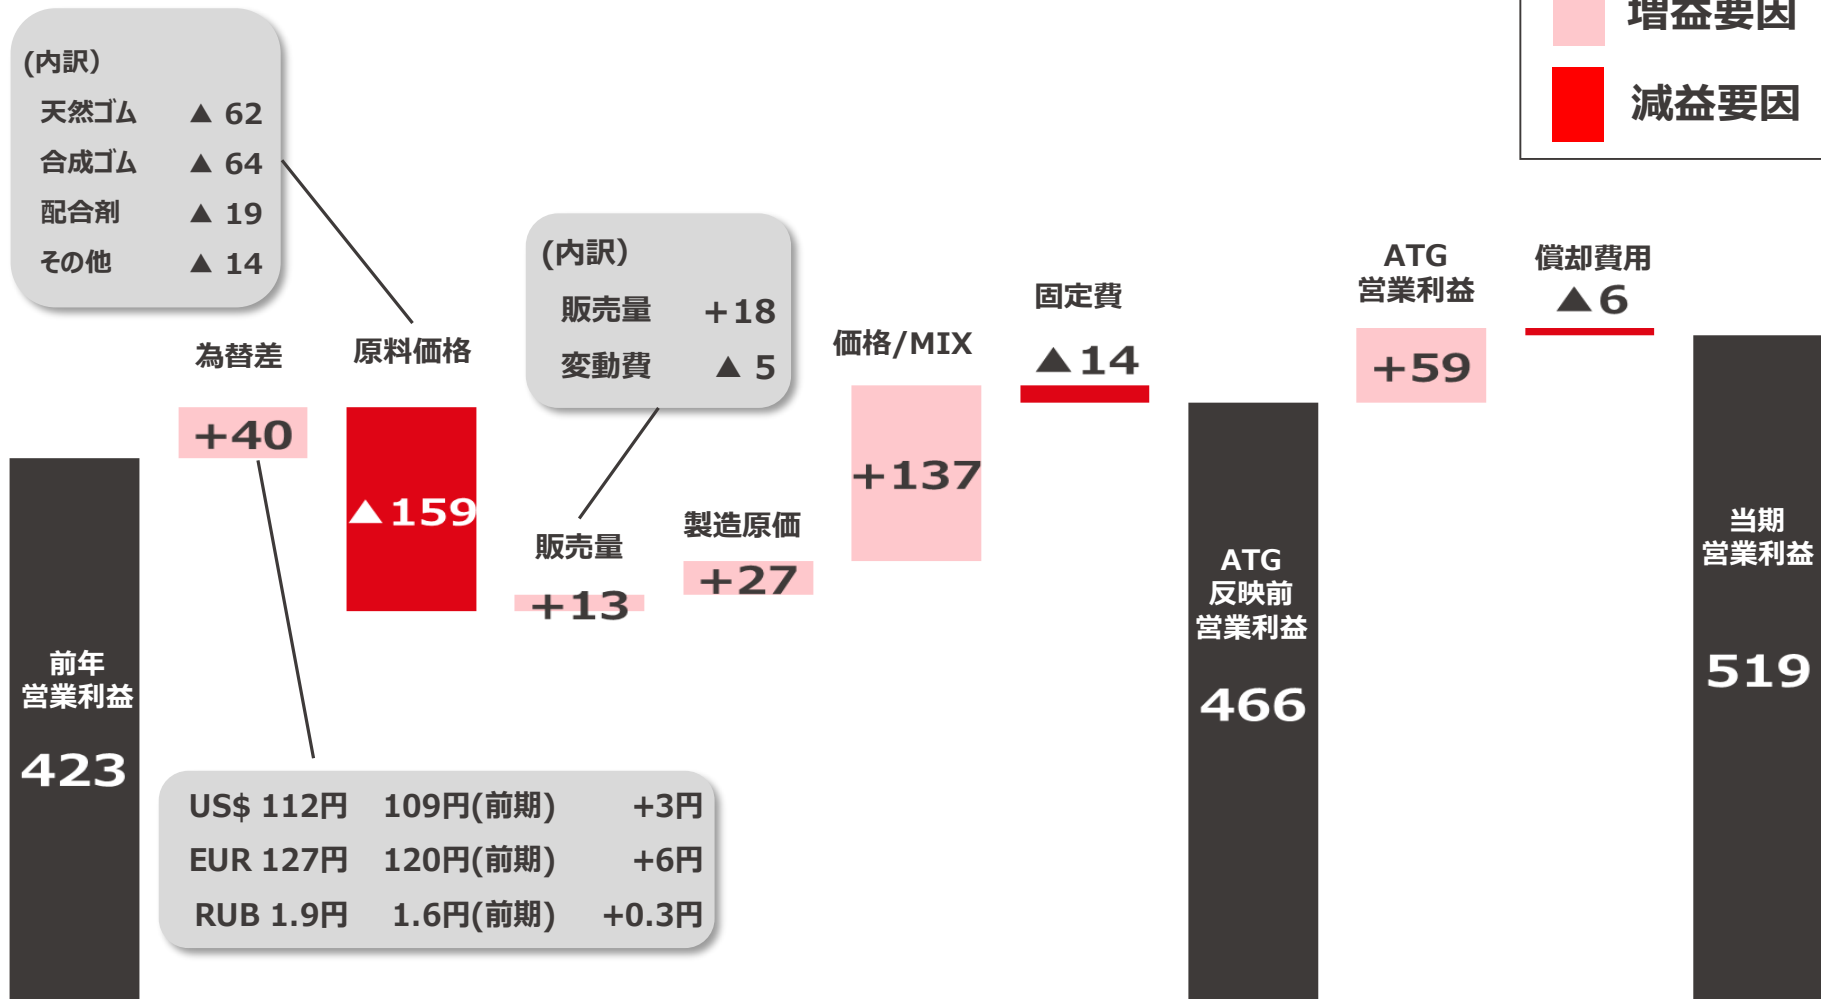 増益要因
減益要因
(内訳）
天然ゴム ▲ 62
合成ゴム ▲ 64
配合剤 ▲ 19
その他 ▲ 14
(内訳）
販売量 +18
変動費 ▲ 5
為替差
+40
原料価格
▲159
販売量
+13
製造原価
+27
価格/MIX
+137
固定費
▲14
ATG
営業利益
+59
償却費用
▲6
前年
営業利益
423
ATG
反映前
営業利益
466
当期
営業利益
519
US$ 112円 109円(前期) +3円
EUR 127円 120円(前期) +6円
RUB 1.9円 1.6円(前期) +0.3円